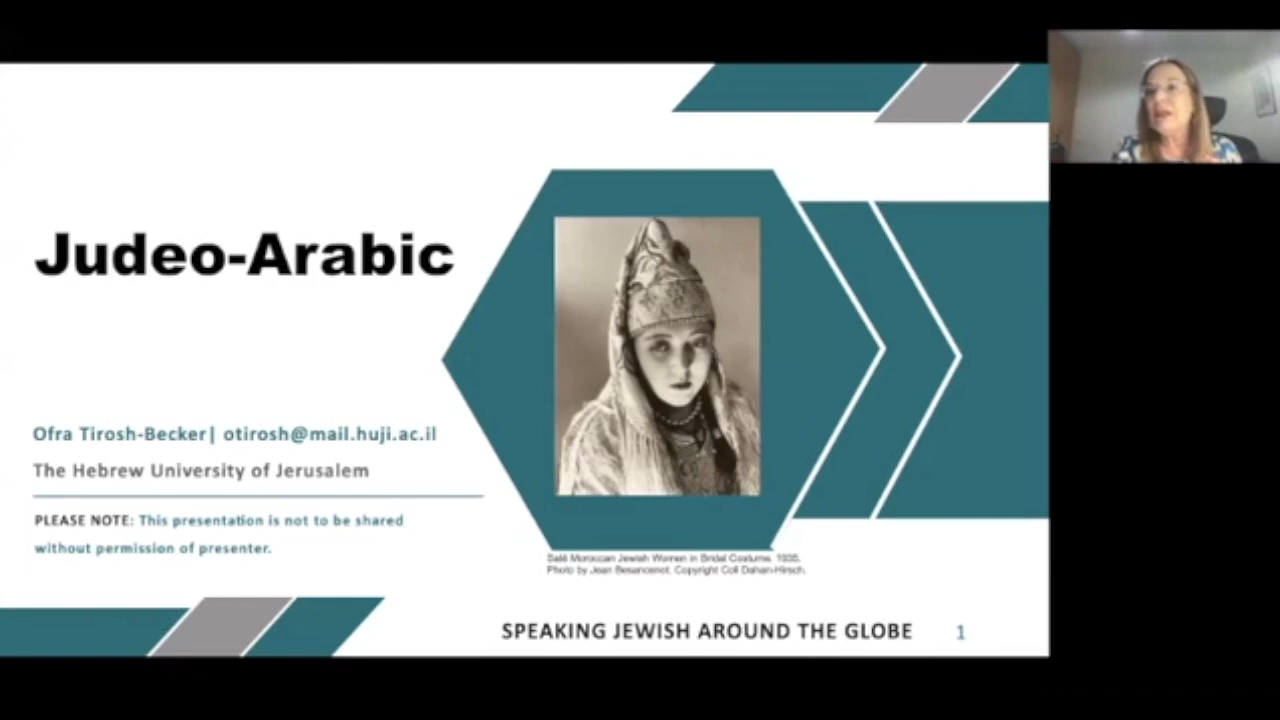 Judeo-Arabic
Ofra Tirosh-Becker| otirosh@mail.huji.ac.il
The Hebrew University of Jerusalem
PLEASE NOTE: This presentation is not to be shared
without permission of presenter.
Salé Moroccan Jewish Women in Bridal Costume, 1935.
Photo by Jean Besancenot, Copyright Coll Dahan-Hirsch.
SPEAKING JEWISH AROUND THE GLOBE
1